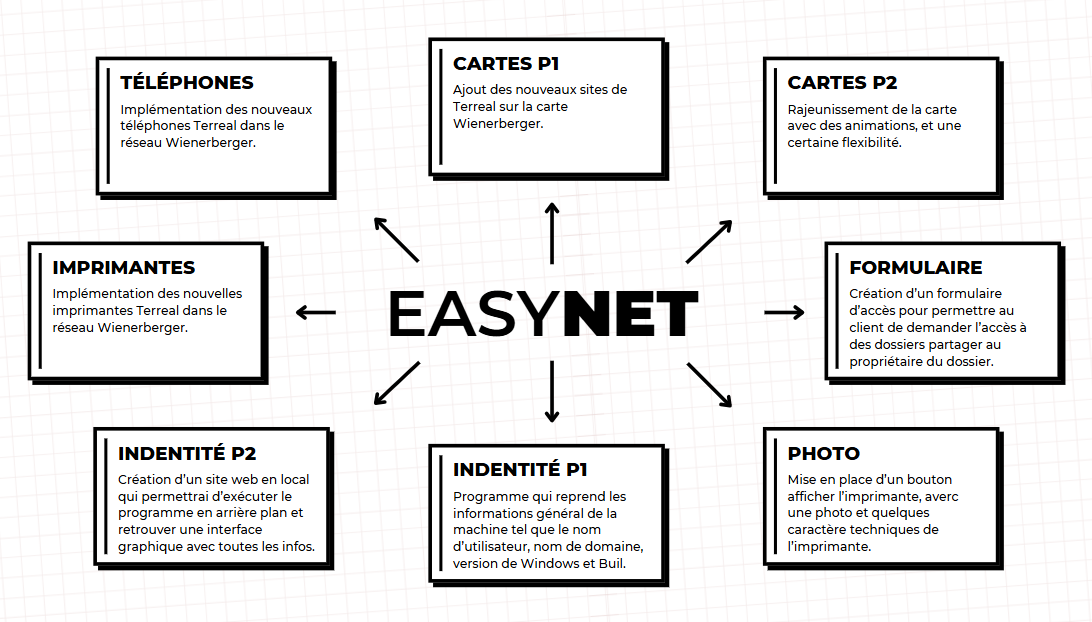 TÉLÉPHONES
Implémentation des nouveaux
téléphones Terreal dans le
réseau Wienerberger.
CARTES P1
Ajout des nouveaux sites de
Terreal sur la carte
Wienerberger.
CARTES P2
Rajeunissement de la carte
avec des animations, et une
certaine flexibilité.
IMPRIMANTES
Implémentation des nouvelles
imprimantes Terreal dans le
réseau Wienerberger.
EASYNET
FORMULAIRE
Création d’un formulaire
d’accès pour permettre au
client de demander l’accès à
des dossiers partager au
propriétaire du dossier.
INDENTITÉ P2
Création d’un site web en local
qui permettrai d’exécuter le
programme en arrière plan et
retrouver une interface
graphique avec toutes les infos.
INDENTITÉ P1
Programme qui reprend les
informations général de la
machine tel que le nom
d’utilisateur, nom de domaine,
version de Windows et Buil.
PHOTO
Mise en place d’un bouton
afficher l’imprimante, averc
une photo et quelques
caractère techniques de
l’imprimante.